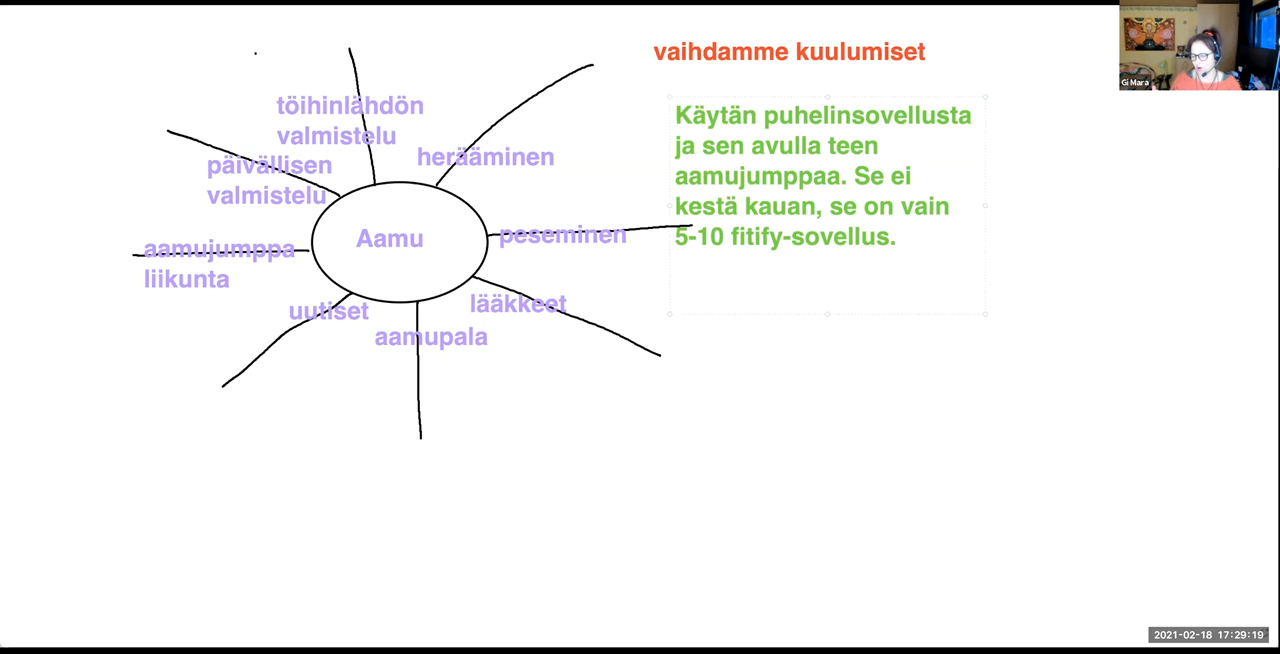 vaihdamme kuulumiset
töihinlähdön
valmistelu
herääminen
päivällisen
valmistelu
Aamu
peseminen
aamujumppa
liikunta
uutiset
lääkkeet
aamupala
Käytän puhelinsovellusta
ja sen avulla teen
aamujumppaa. Se ei
kestä kauan, se on vain
5-10 fitify-sovellus.
Gi Mara
2021-02-18 17:29:19